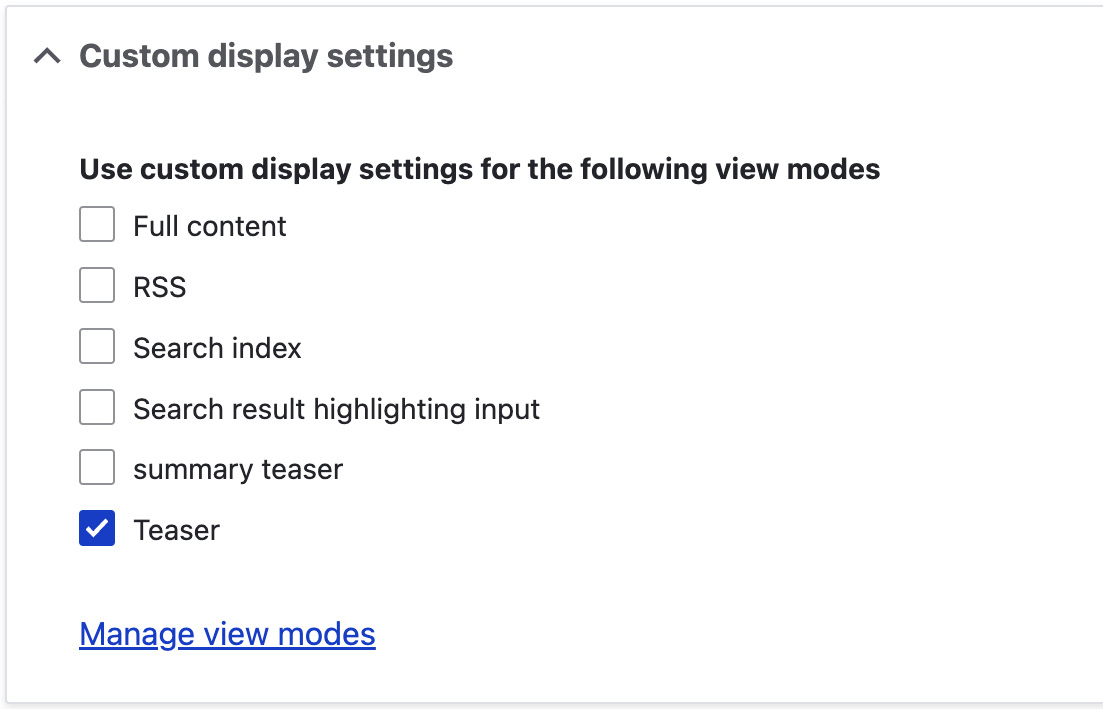 Custom display settings
Use custom display settings for the following view modes
Full content
RSS
Search index
Search result highlighting input
summary teaser
Teaser
Manage view modes